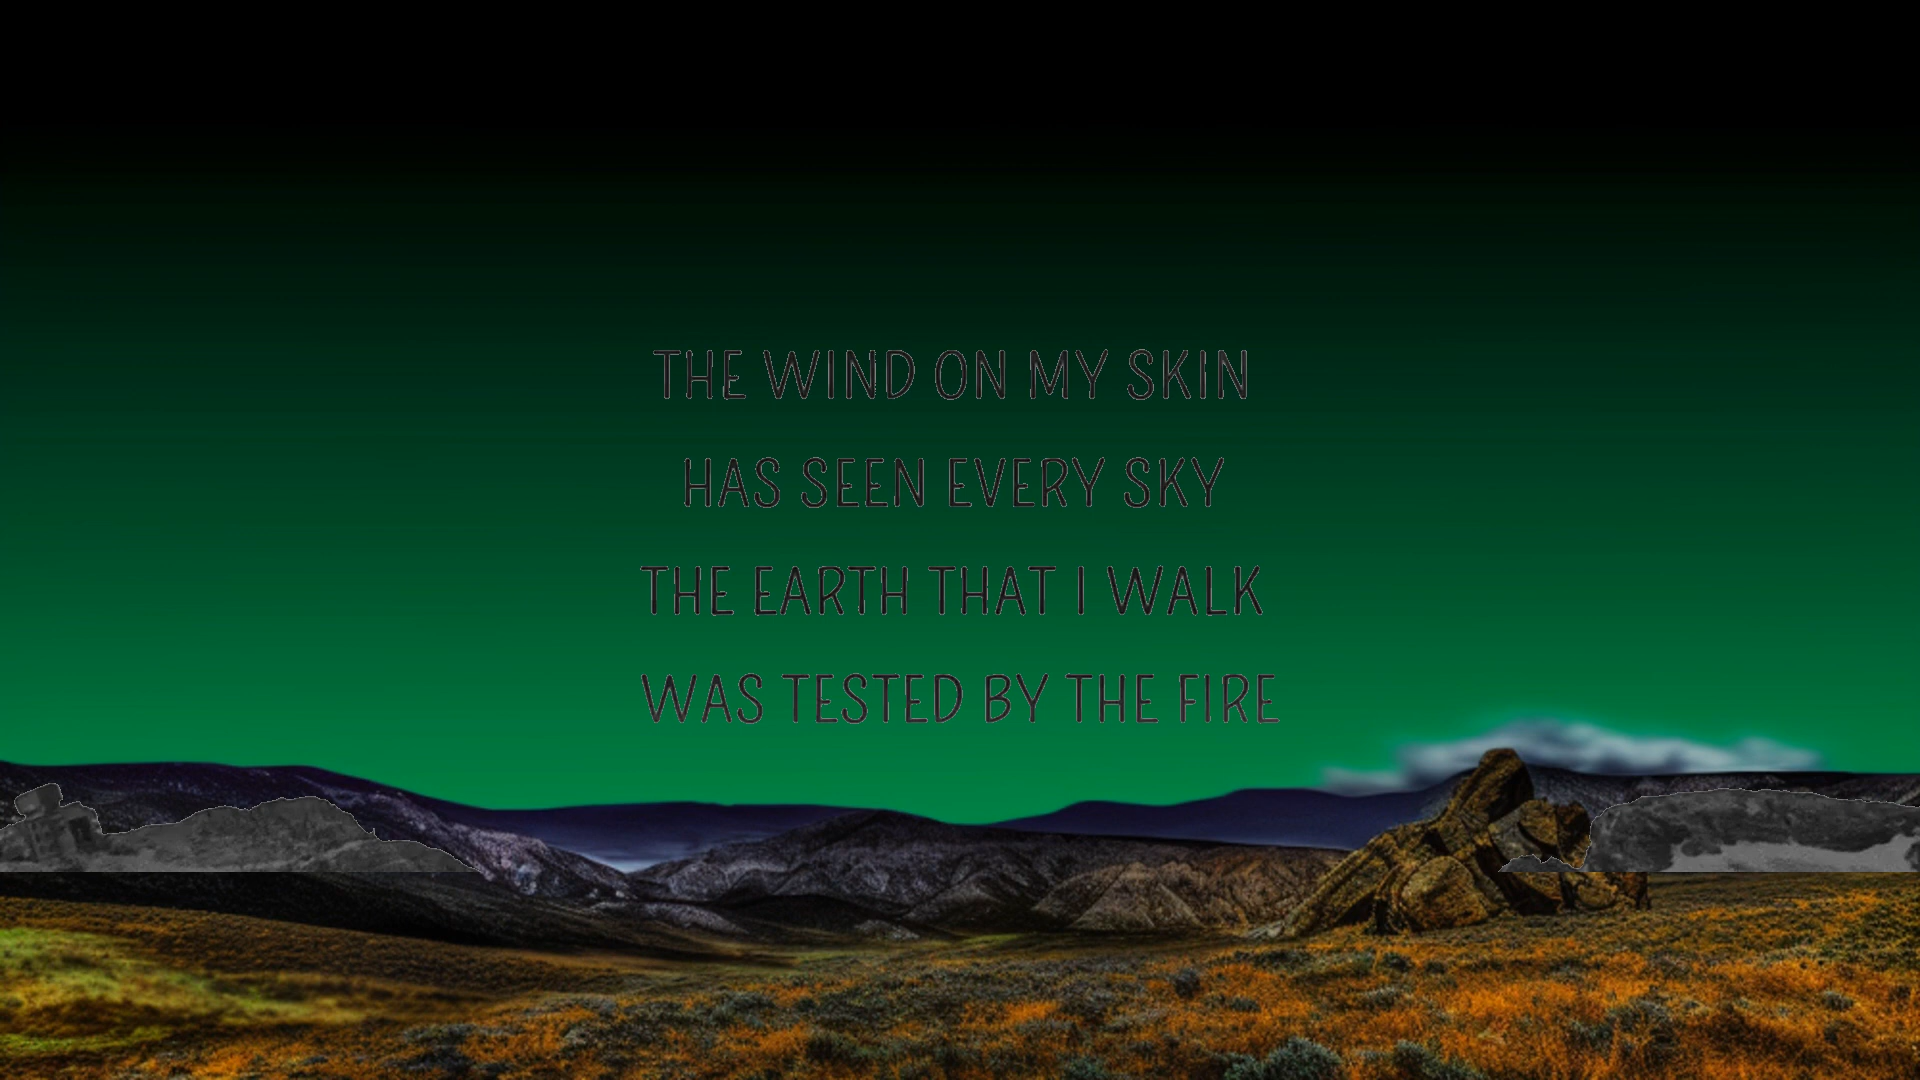 THE WIND ON MY SKIN
HAS SEEN EVERY SKY
THE EARTH THAT I WALK
WAS TESTED BY THE FIRE